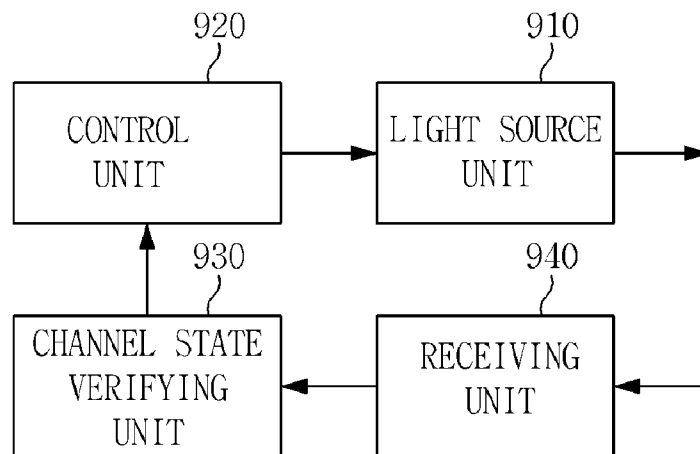 920
910
CONTROL
UNIT
LIGHT SOURCE
UNIT
930
940
CHANNEL STATE
VERIFYING
UNIT
RECEIVING
UNIT